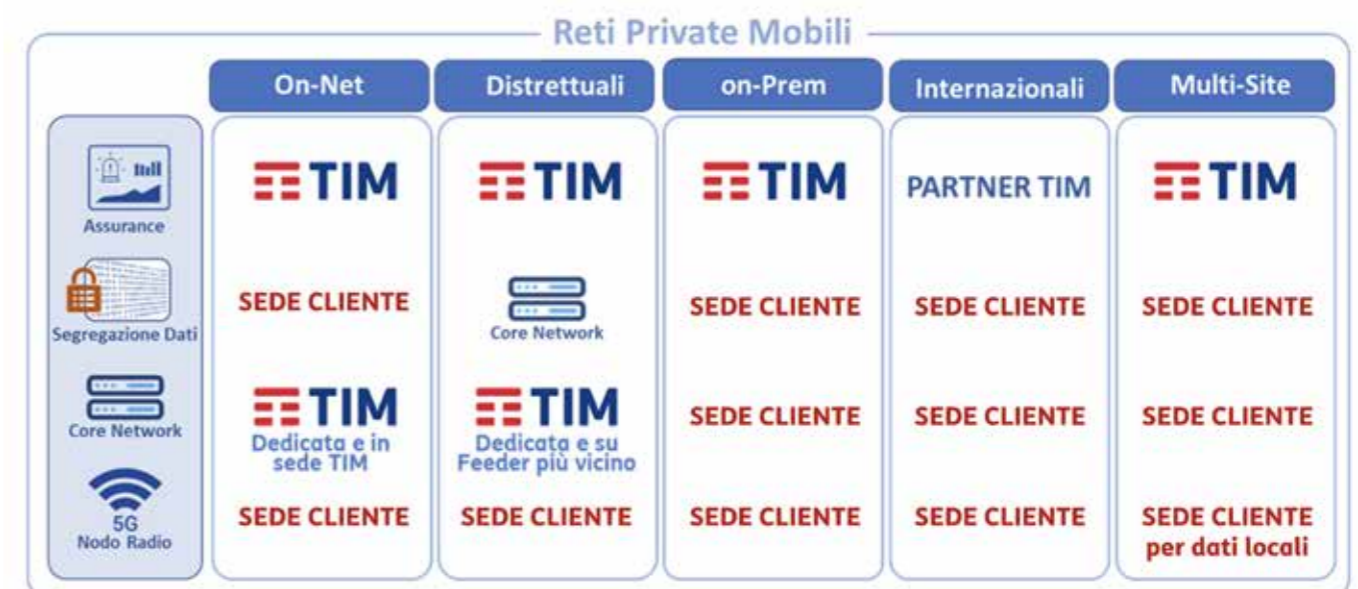 Reti Private Mobili
On-Net
Distrettuali
on-Prem
Internazionali
Multi-Site
Assurance
TIM
TIM
TIM
PARTNER TIM
TIM
Segregazione Dati
SEDE CLIENTE
Core Network
SEDE CLIENTE
SEDE CLIENTE
SEDE CLIENTE
Core Network
TIM
Dedicata e in
sede TIM
TIM
Dedicata e su
Feeder più vicino
SEDE CLIENTE
SEDE CLIENTE
SEDE CLIENTE
5G
Nodo Radio
SEDE CLIENTE
SEDE CLIENTE
SEDE CLIENTE
SEDE CLIENTE
SEDE CLIENTE
per dati locali